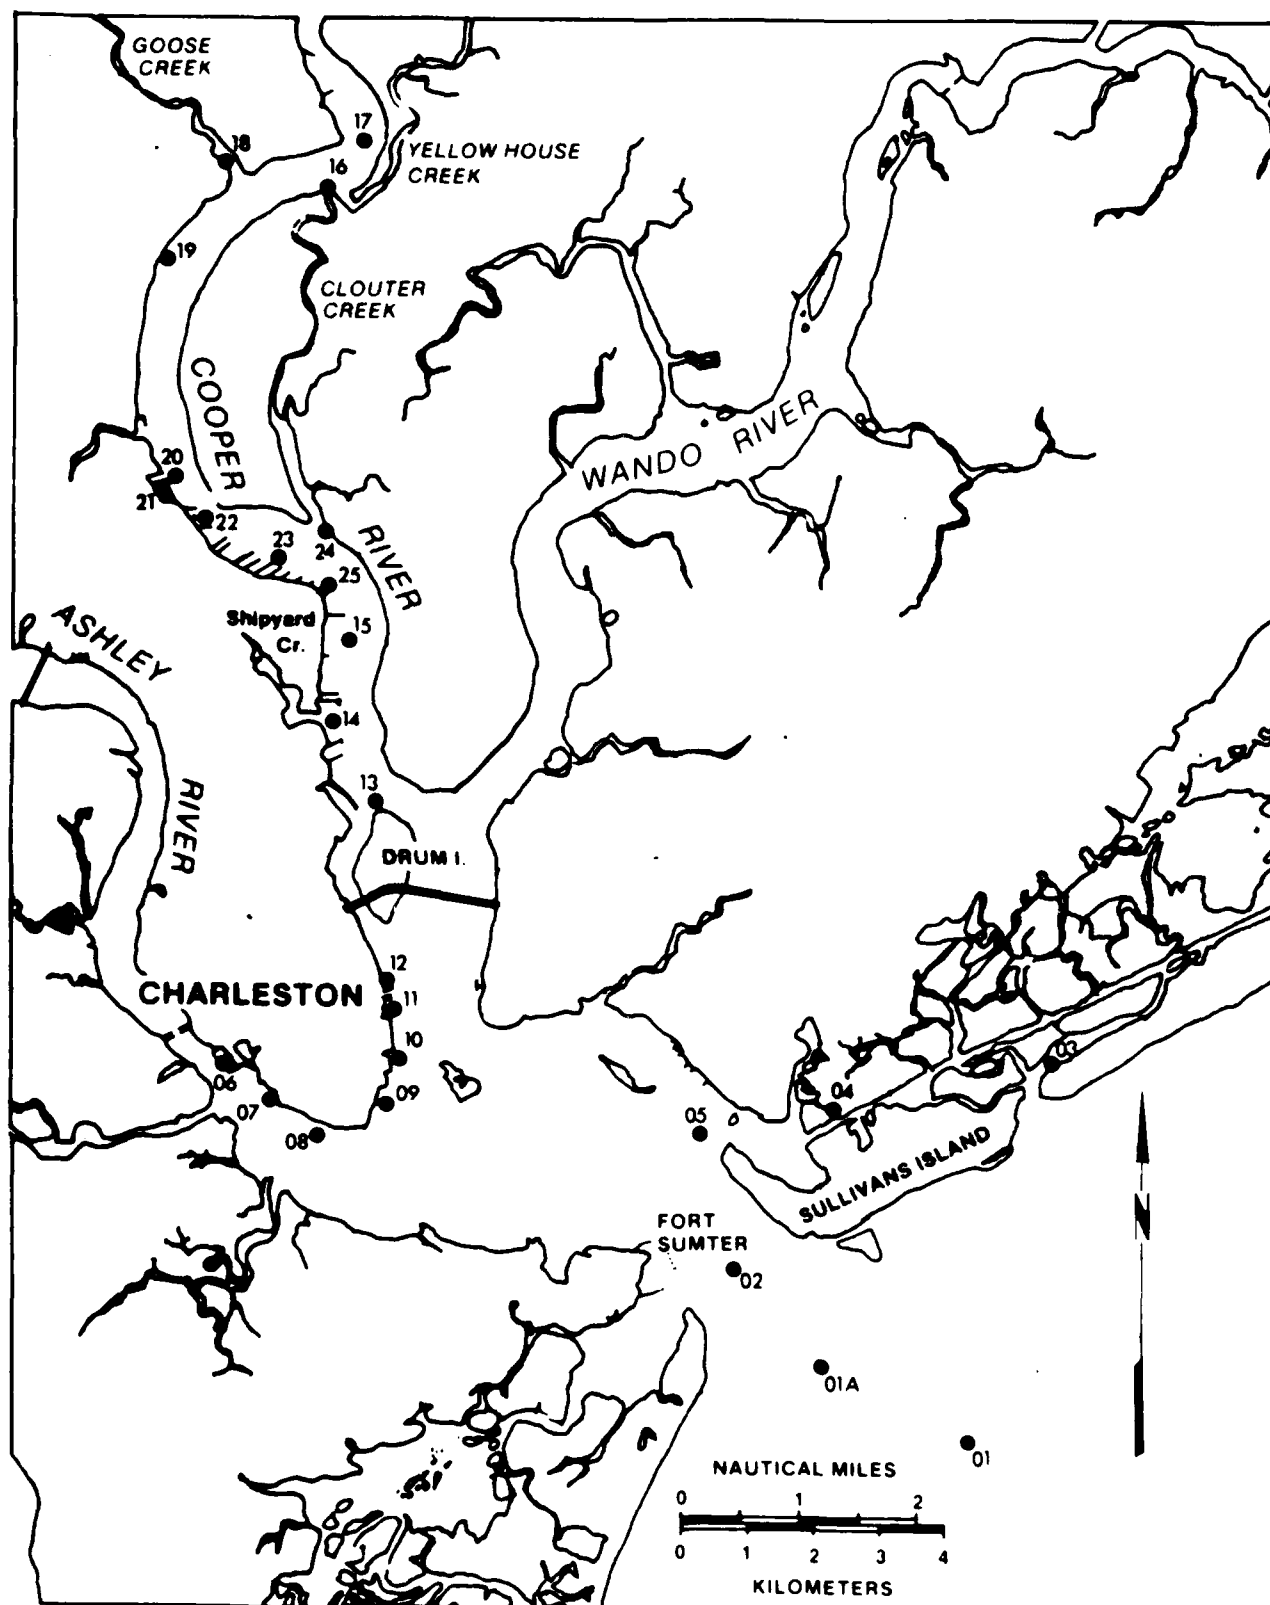 GOOSE
CREEK
17
18
YELLOW HOUSE
CREEK
16
19
CLOUTER
CREEK
COOPER
RIVER
WANDO RIVER
20
21
22
23
24
25
Shipyard
Cr.
15
ASHLEY
RIVER
14
13
DRUM I.
12
CHARLESTON
11
10
09
06
07
08
03
04
05
SULLIVANS ISLAND
N
FORT
SUMTER
02
01A
01
NAUTICAL MILES
0 1 2
0 1 2 3 4
KILOMETERS